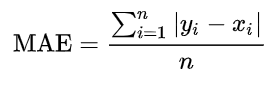 MAE = \frac{\sum_{i=1}^{n} |y_i - x_i|}{n}